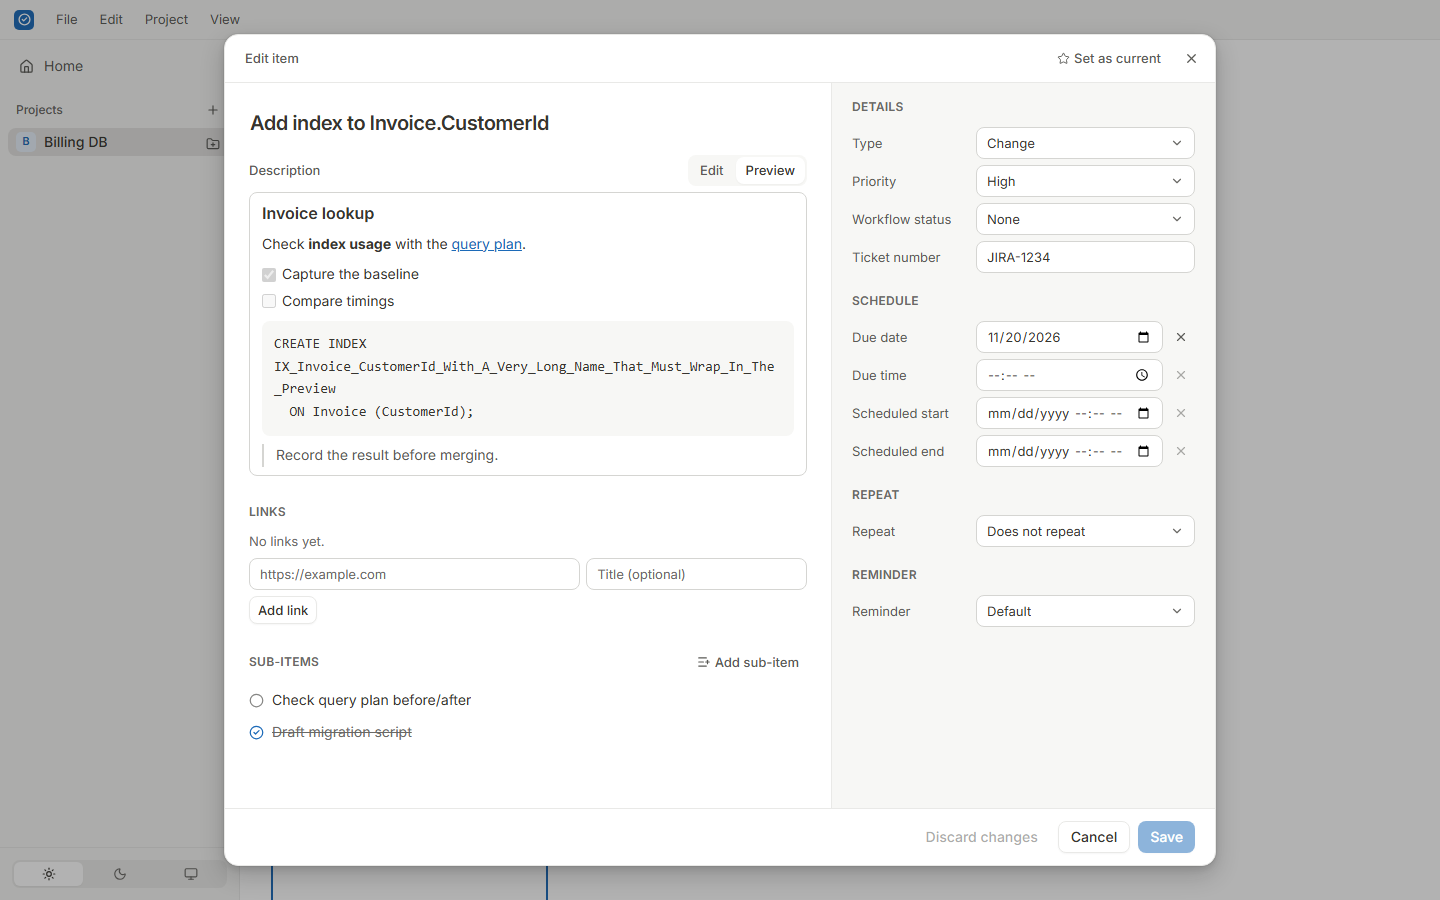 File Edit Project View
Home
Projects
B Billing DB
Edit item
Set as current
Add index to Invoice.CustomerId
Description
Edit Preview
Invoice lookup
Check index usage with the query plan.
Capture the baseline
Compare timings
CREATE INDEX
IX_Invoice_CustomerId_With_A_Very_Long_Name_That_Must_Wrap_In_The
_Preview
ON Invoice (CustomerId);
Record the result before merging.
LINKS
No links yet.
https://example.com
Title (optional)
Add link
SUB-ITEMS
Add sub-item
Check query plan before/after
Draft migration script
DETAILS
Type Change
Priority High
Workflow status None
Ticket number JIRA-1234
SCHEDULE
Due date 11/20/2026
Due time --:-- --
Scheduled start mm/dd/yyyy --:-- --
Scheduled end mm/dd/yyyy --:-- --
REPEAT
Repeat Does not repeat
REMINDER
Reminder Default
Discard changes Cancel Save